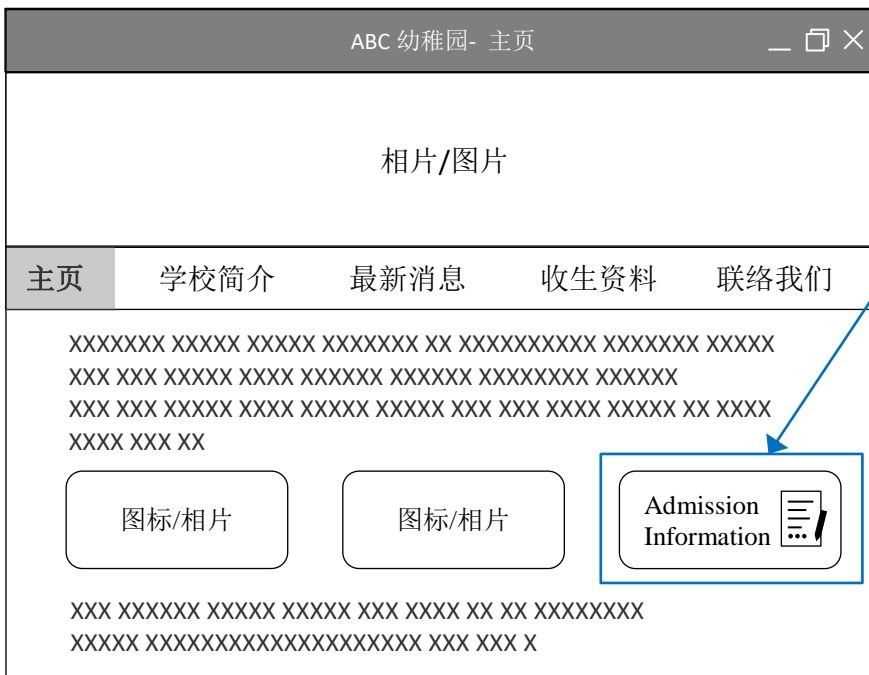 ABC 幼稚园- 主页
相片/图片
主页 学校简介 最新消息 收生资料 联络我们
XXXXXXX XXXXX XXXXX XXXXXXX XX XXXXXXXXXX XXXXXXX XXXXX
XXX XXX XXXXX XXXX XXXXXX XXXXXX XXXXXXXX XXXXXX
XXX XXX XXXXX XXXX XXXXX XXXXX XXX XXX XXXX XXXXX XX XXXX
XXXX XXX XX
图标/相片 图标/相片 Admission
Information
XXX XXXXXX XXXXX XXXXX XXX XXXX XX XX XXXXXXXX
XXXXX XXXXXXXXXXXXXXXXXXXX XXX XXX X